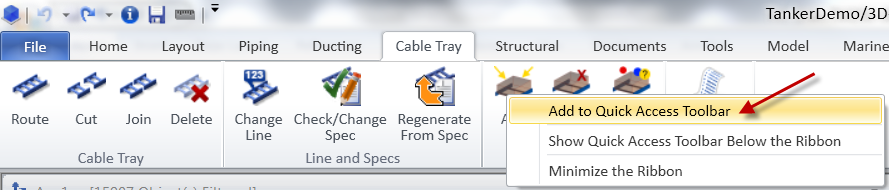 TankerDemo/3D
File Home Layout Piping Ducting Cable Tray Structural Documents Tools Model Marine
123
Route Cut Join Delete Change Line Check/Change Spec Regenerate From Spec
Cable Tray Line and Specs
Add to Quick Access Toolbar
Show Quick Access Toolbar Below the Ribbon
Minimize the Ribbon